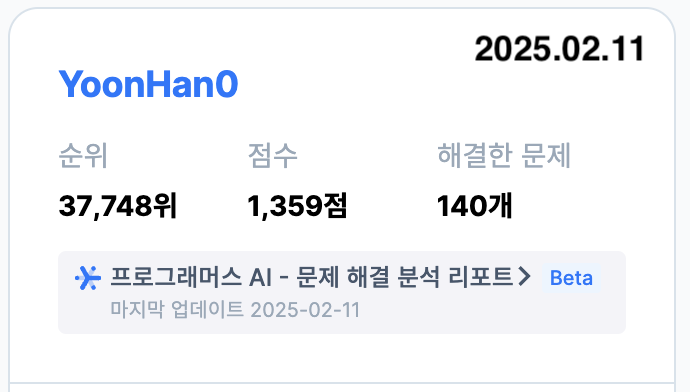 2025.02.11
YoonHan0
순위 점수 해결한 문제
37,748위 1,359점 140개
프로그래머스 AI - 문제 해결 분석 리포트 > Beta
마지막 업데이트 2025-02-11